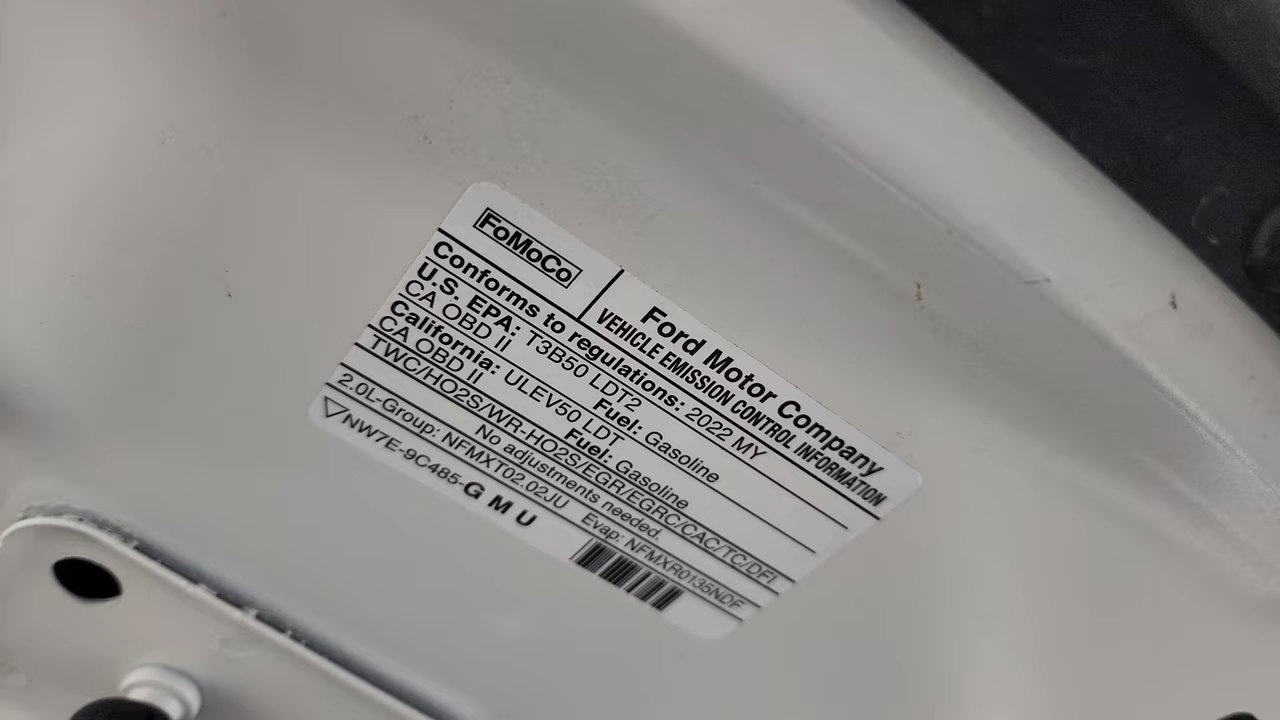 FoMoCo
Ford Motor Company
VEHICLE EMISSION CONTROL INFORMATION
Conforms to regulations: 2022 MY
U.S. EPA: T3B50 LDT2
CA OBD II Fuel: Gasoline
California: ULEV50 LDT
CA OBD II Fuel: Gasoline
TWC/HO2S/WR-HO2S/EGR/EGRC/CAC/TC/DFI
No adjustments needed.
2.0L-Group: NFMXT02.02JU Evap: NFMXR0135NDF
NW7E-9C485-G M U